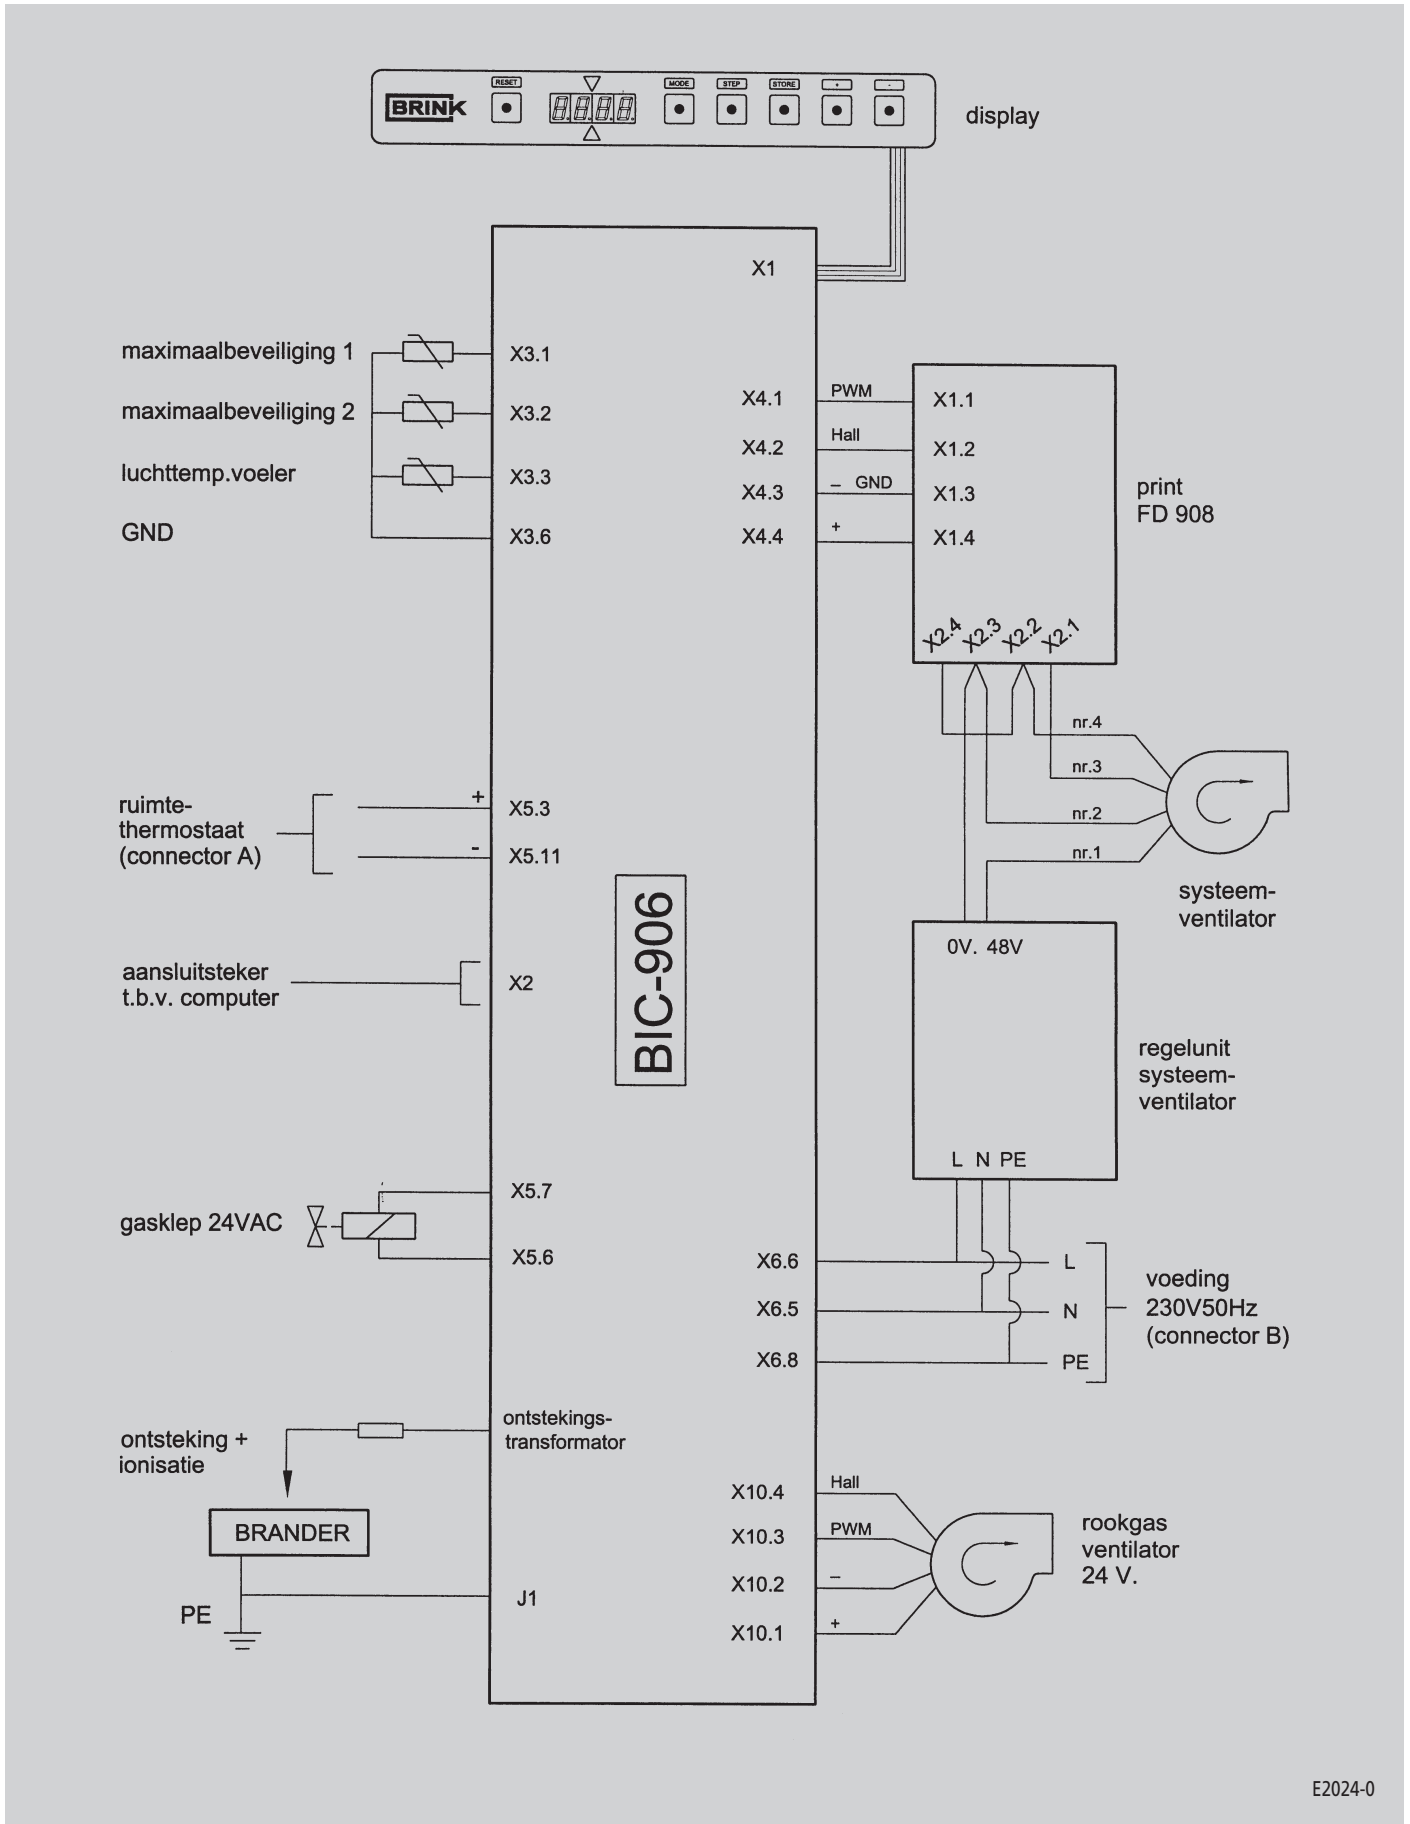 RESET
MODE
STEP
STORE
+
-
BRINK
8.8.8.8.
display
X1
maximaalbeveiliging 1
X3.1
maximaalbeveiliging 2
X3.2
luchttemp.voeler
X3.3
GND
X3.6
X4.1
PWM
X1.1
X4.2
Hall
X1.2
X4.3
– GND
X1.3
X4.4
+
X1.4
print
FD 908
X2.4
X2.3
X2.2
X2.1
nr.4
nr.3
nr.2
nr.1
systeem-
ventilator
ruimte-
thermostaat
(connector A)
+
X5.3
-
X5.11
BIC-906
0V. 48V
aansluitsteker
t.b.v. computer
X2
regelunit
systeem-
ventilator
L N PE
gasklep 24VAC
X5.7
X5.6
X6.6
L
X6.5
N
X6.8
PE
voeding
230V50Hz
(connector B)
ontsteking +
ionisatie
ontstekings-
transformator
BRANDER
PE
J1
X10.4
Hall
X10.3
PWM
X10.2
–
X10.1
+
rookgas
ventilator
24 V.
E2024-0